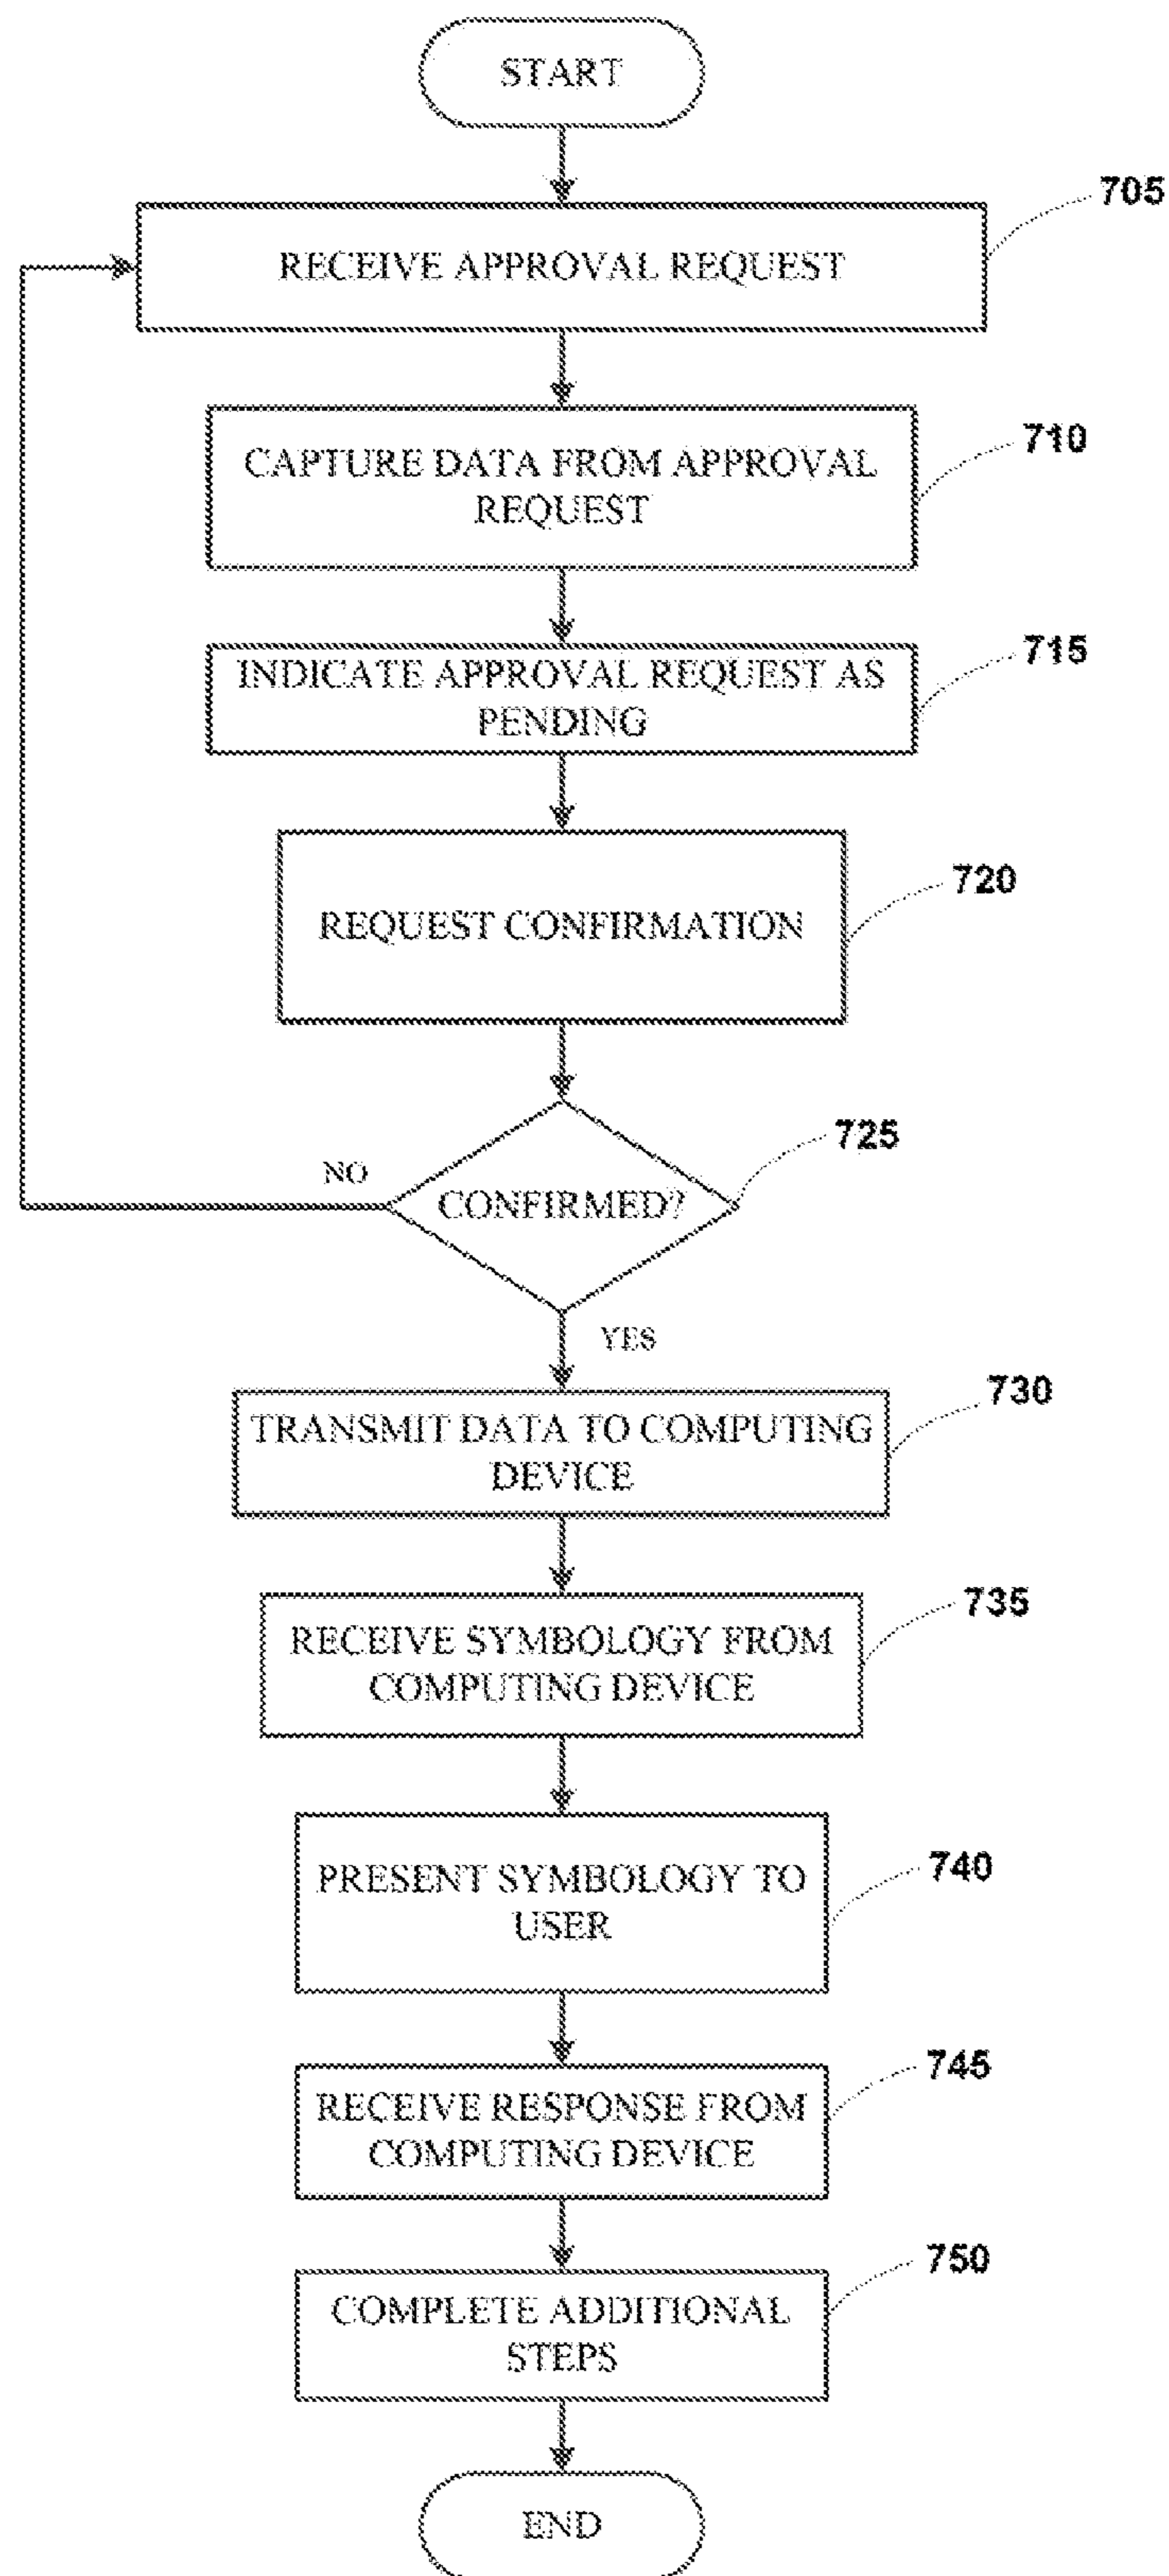 START
705
RECEIVE APPROVAL REQUEST
710
CAPTURE DATA FROM APPROVAL
REQUEST
715
INDICATE APPROVAL REQUEST AS
PENDING
720
REQUEST CONFIRMATION
725
NO
CONFIRMED?
YES
730
TRANSMIT DATA TO COMPUTING
DEVICE
735
RECEIVE SYMBOLOGY FROM
COMPUTING DEVICE
740
PRESENT SYMBOLOGY TO
USER
745
RECEIVE RESPONSE FROM
COMPUTING DEVICE
750
COMPLETE ADDITIONAL
STEPS
END